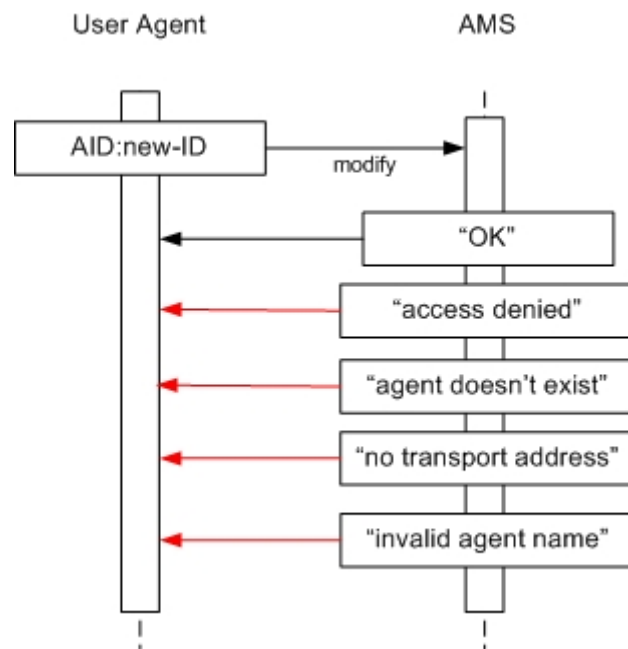 User Agent
AMS
AID:new-ID
modify
“OK”
“access denied”
“agent doesn’t exist”
“no transport address”
“invalid agent name”